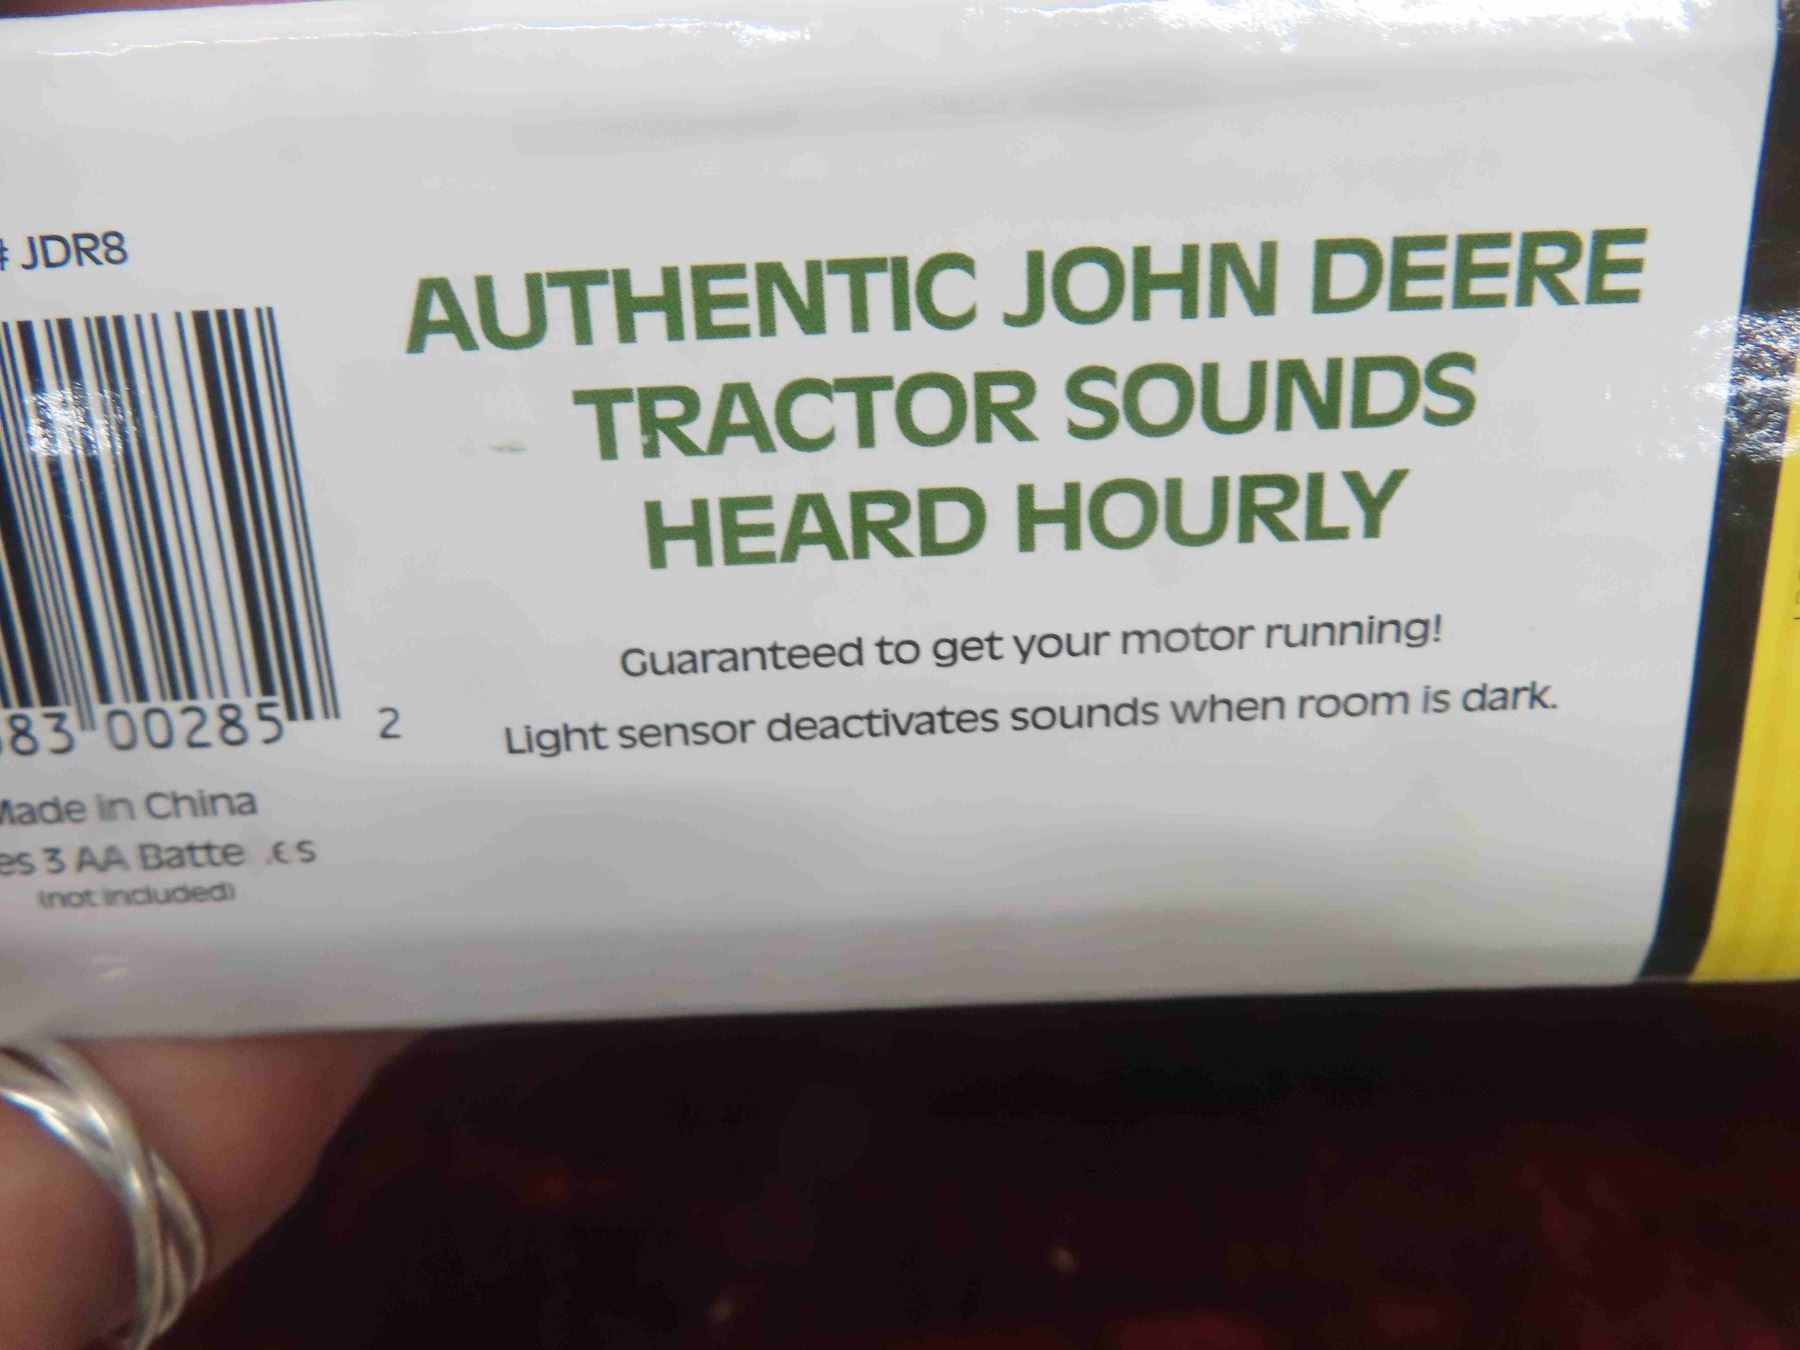 # JDR8
AUTHENTIC JOHN DEERE
TRACTOR SOUNDS
HEARD HOURLY
Guaranteed to get your motor running!
Light sensor deactivates sounds when room is dark.
83 00285 2
Made in China
3 AA
(not included)